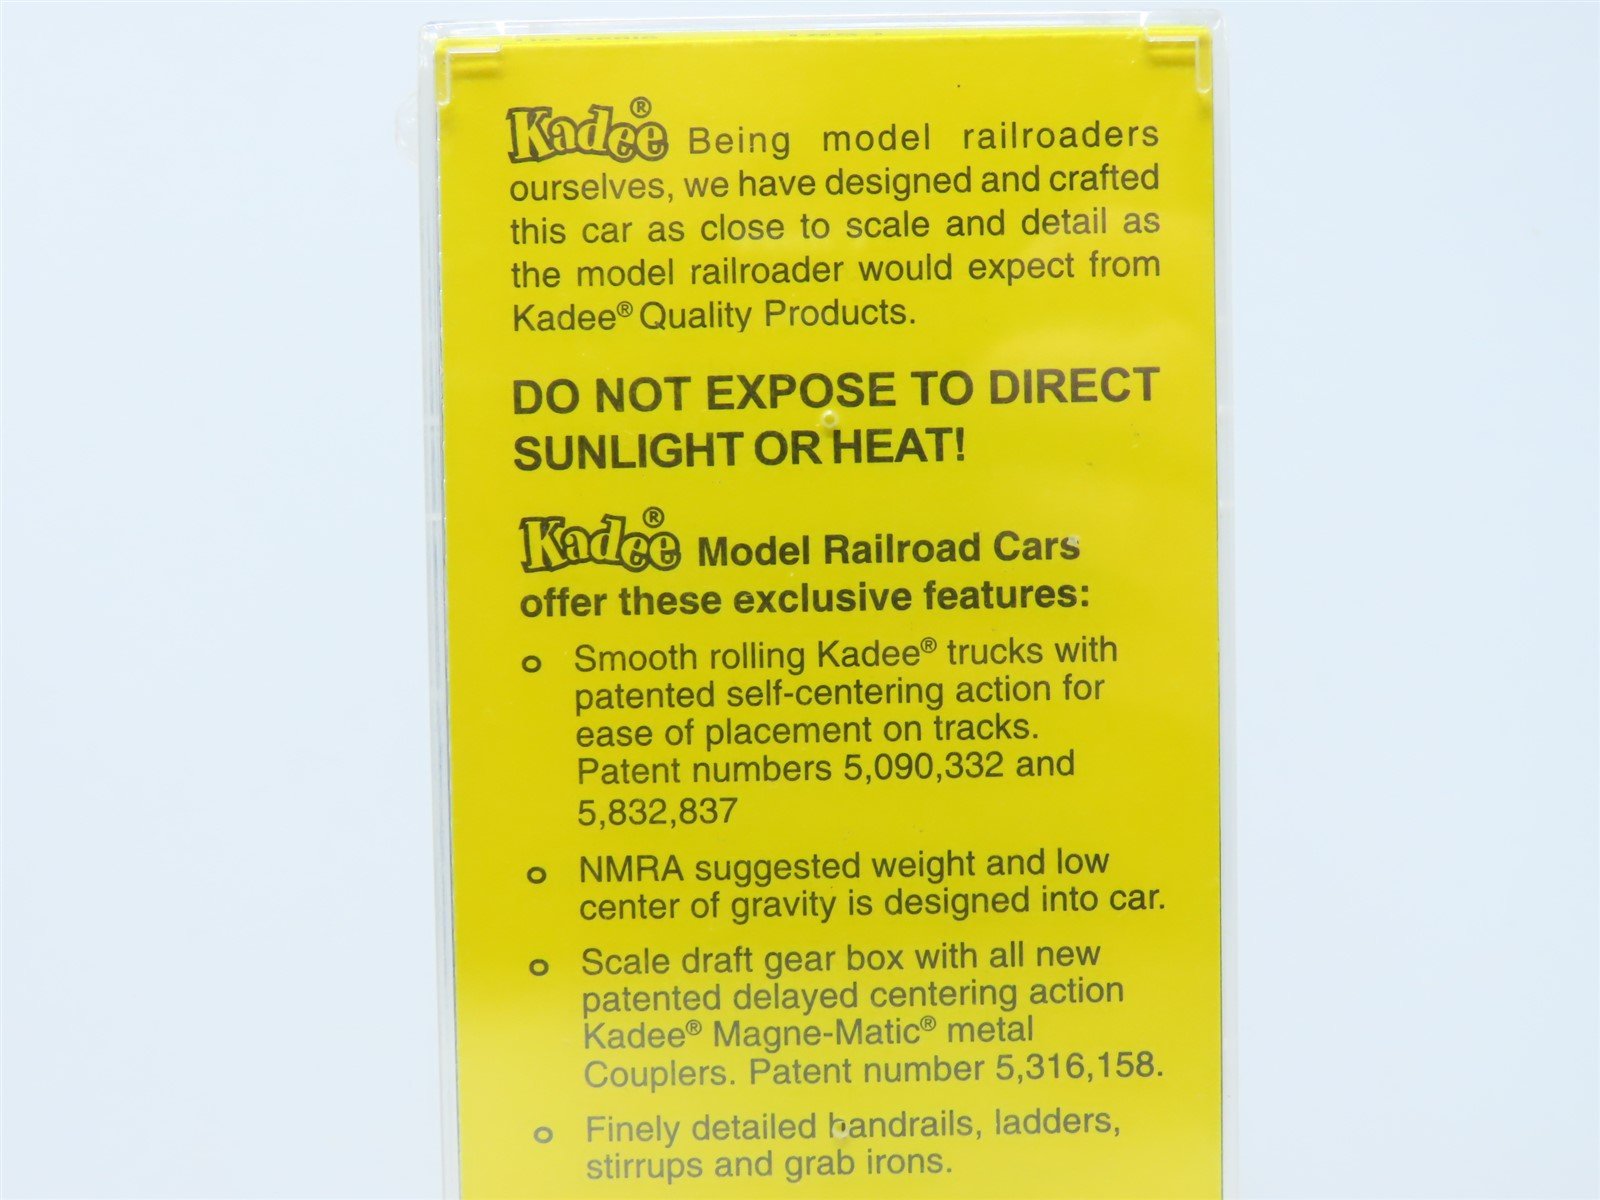 Kadee® Being model railroaders
ourselves, we have designed and crafted
this car as close to scale and detail as
the model railroader would expect from
Kadee® Quality Products.
DO NOT EXPOSE TO DIRECT
SUNLIGHT OR HEAT!
Kadee® Model Railroad Cars
offer these exclusive features:
o Smooth rolling Kadee® trucks with
patented self-centering action for
ease of placement on tracks.
Patent numbers 5,090,332 and
5,832,837
o NMRA suggested weight and low
center of gravity is designed into car.
o Scale draft gear box with all new
patented delayed centering action
Kadee® Magne-Matic® metal
Couplers. Patent number 5,316,158.
o Finely detailed handrails, ladders,
stirrups and grab irons.